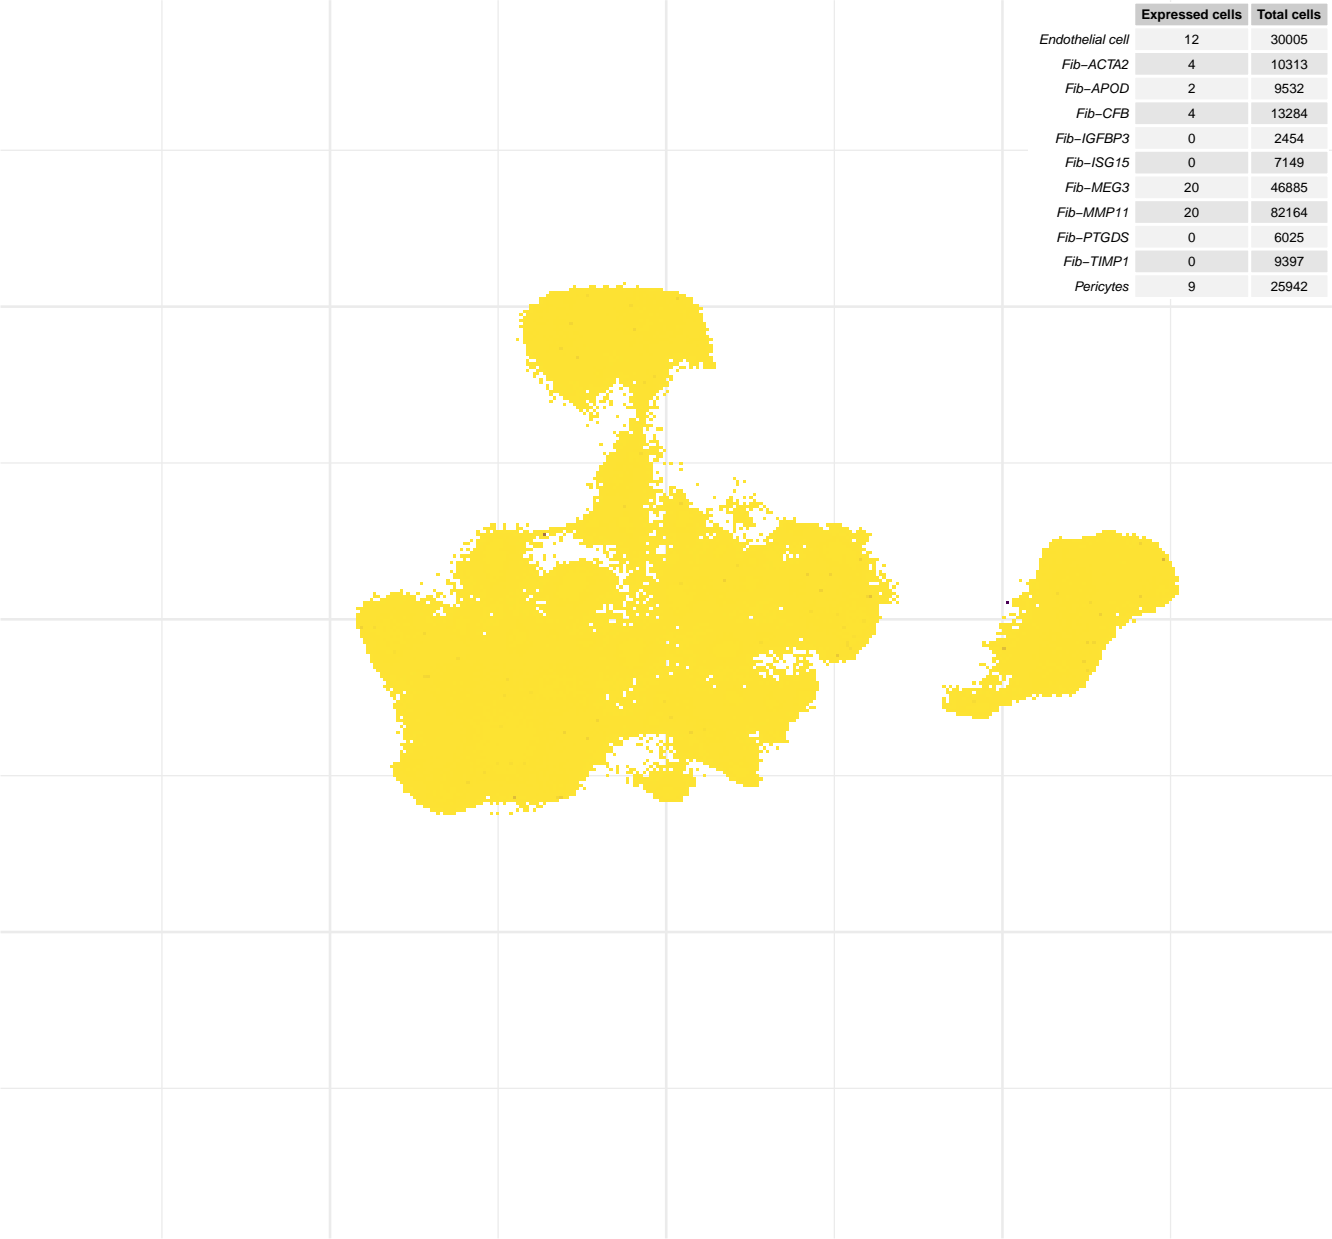 Expressed cells Total cells
Endothelial cell 12 30005
Fib−ACTA2 4 10313
Fib−APOD 2 9532
Fib−CFB 4 13284
Fib−IGFBP3 0 2454
Fib−ISG15 0 7149
Fib−MEG3 20 46885
Fib−MMP11 20 82164
Fib−PTGDS 0 6025
Fib−TIMP1 0 9397
Pericytes 9 25942